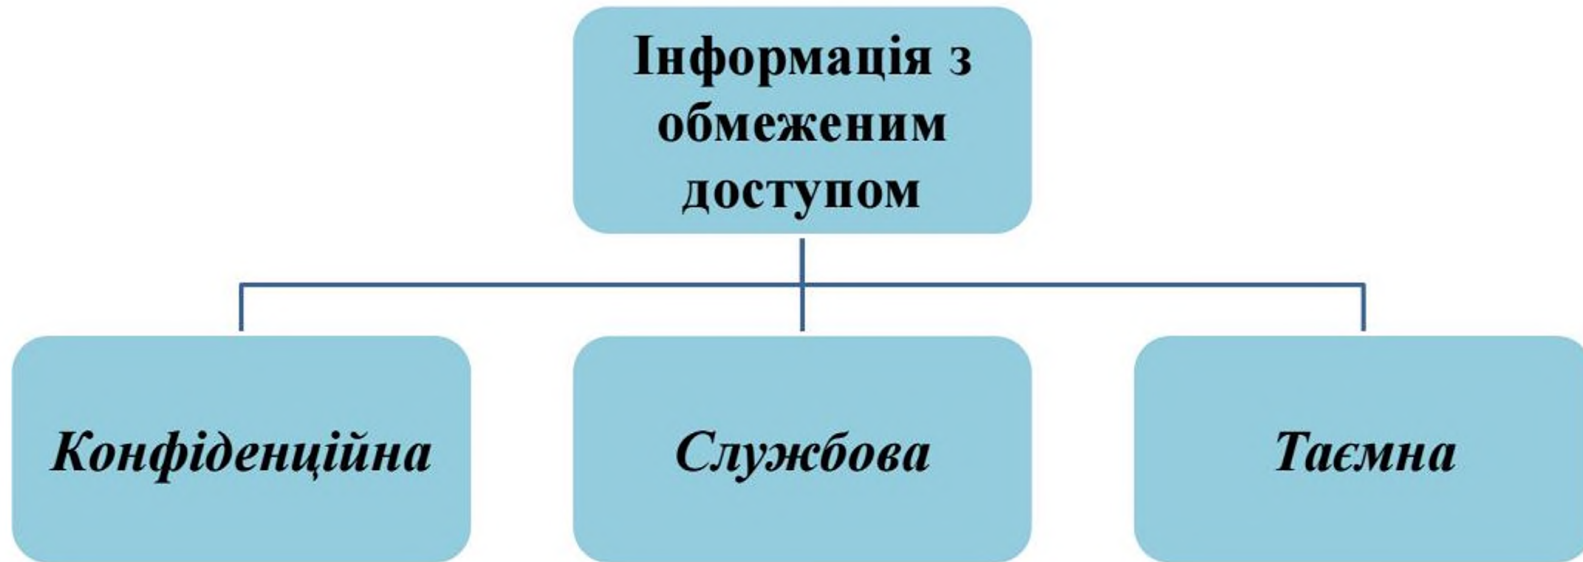 Інформація з
обмеженим
доступом
Конфіденційна
Службова
Таємна